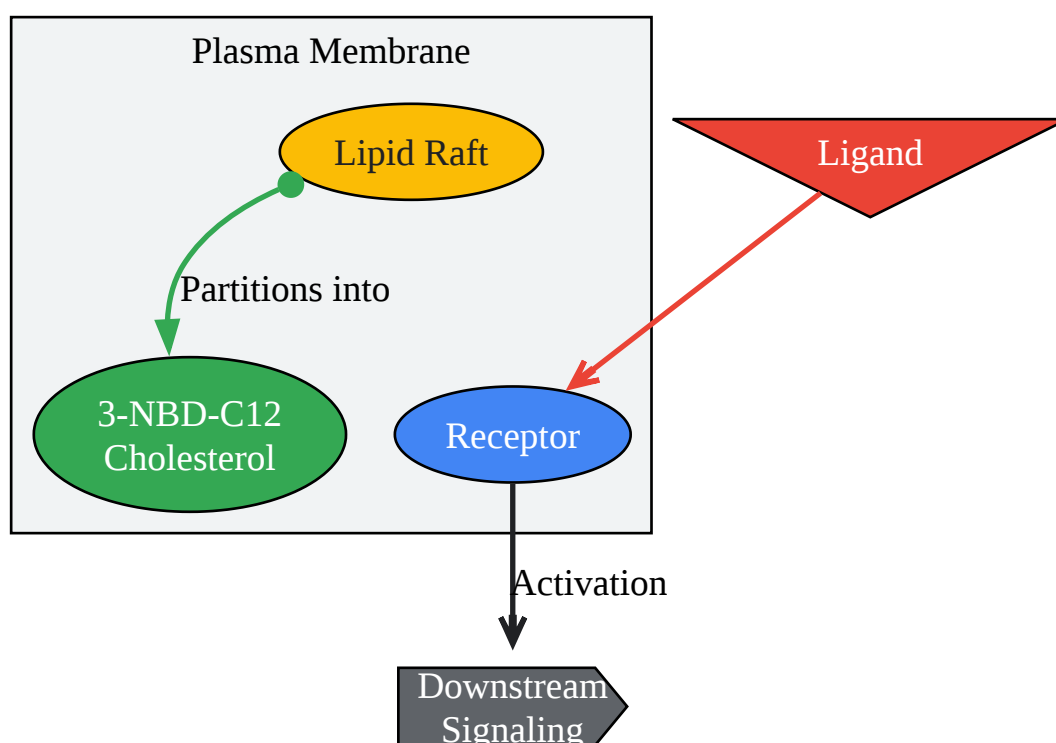 Plasma Membrane
Lipid Raft
Ligand
Partitions into
3-NBD-C12
Cholesterol
Receptor
Activation
Downstream
Signaling